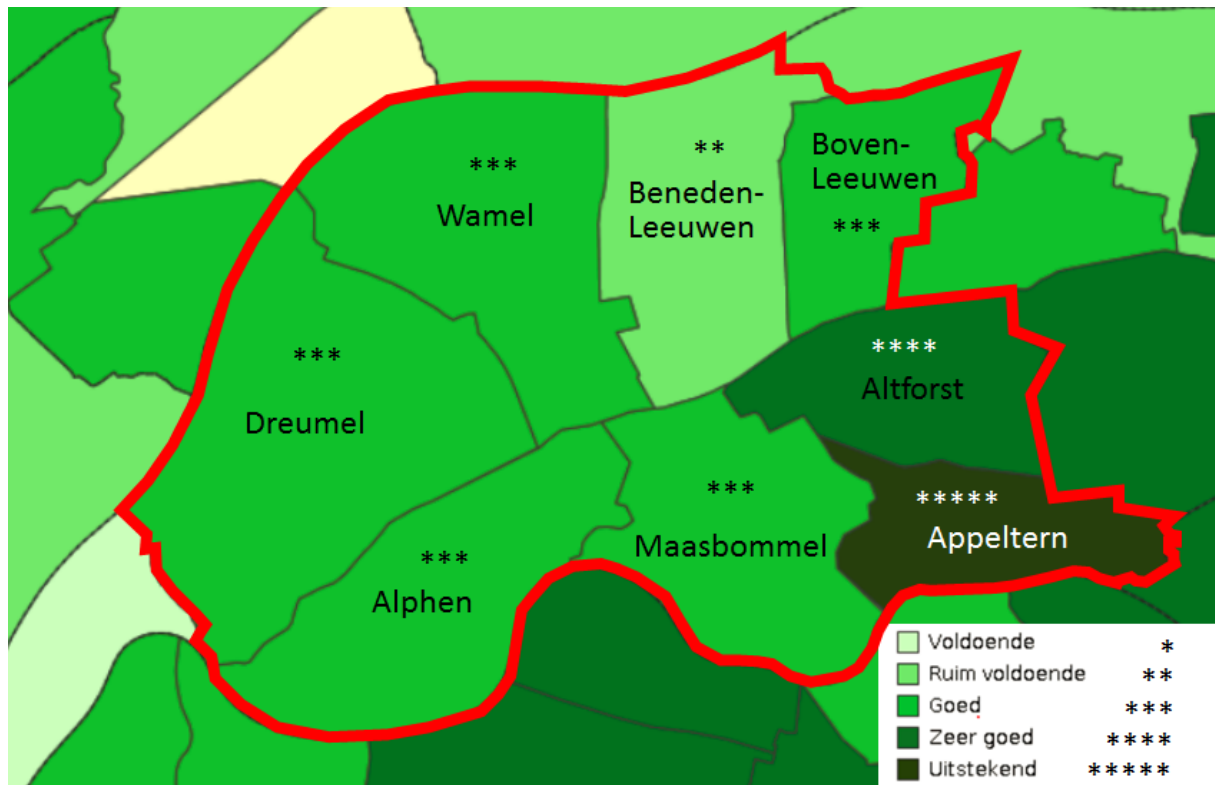 ***
Wamel
**
Beneden-
Leeuwen
Boven-
Leeuwen
***
***
Dreumel
****
Altforst
***
Maasbommel
*****
Appeltern
***
Alphen
Voldoende *
Ruim voldoende **
Goed ***
Zeer goed ****
Uitstekend *****